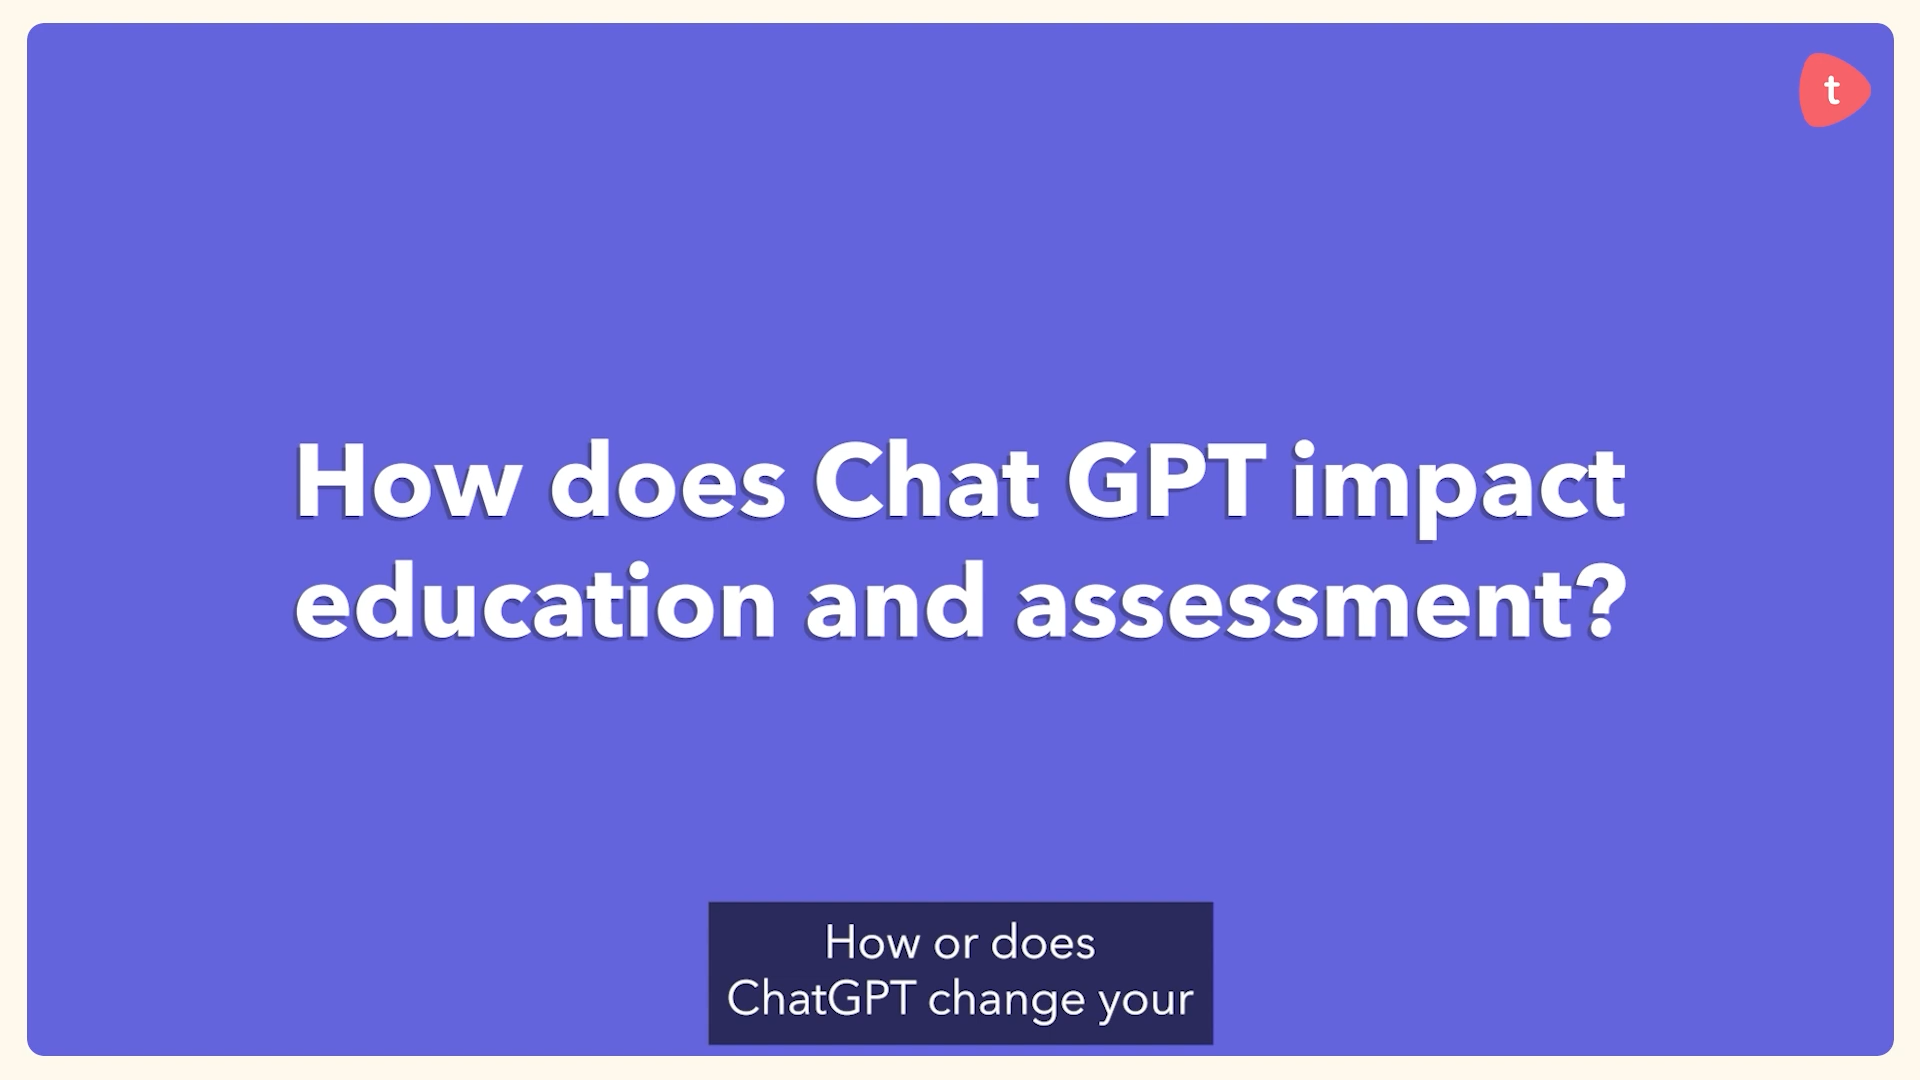 t
How does Chat GPT impact
education and assessment?
How or does
ChatGPT change your